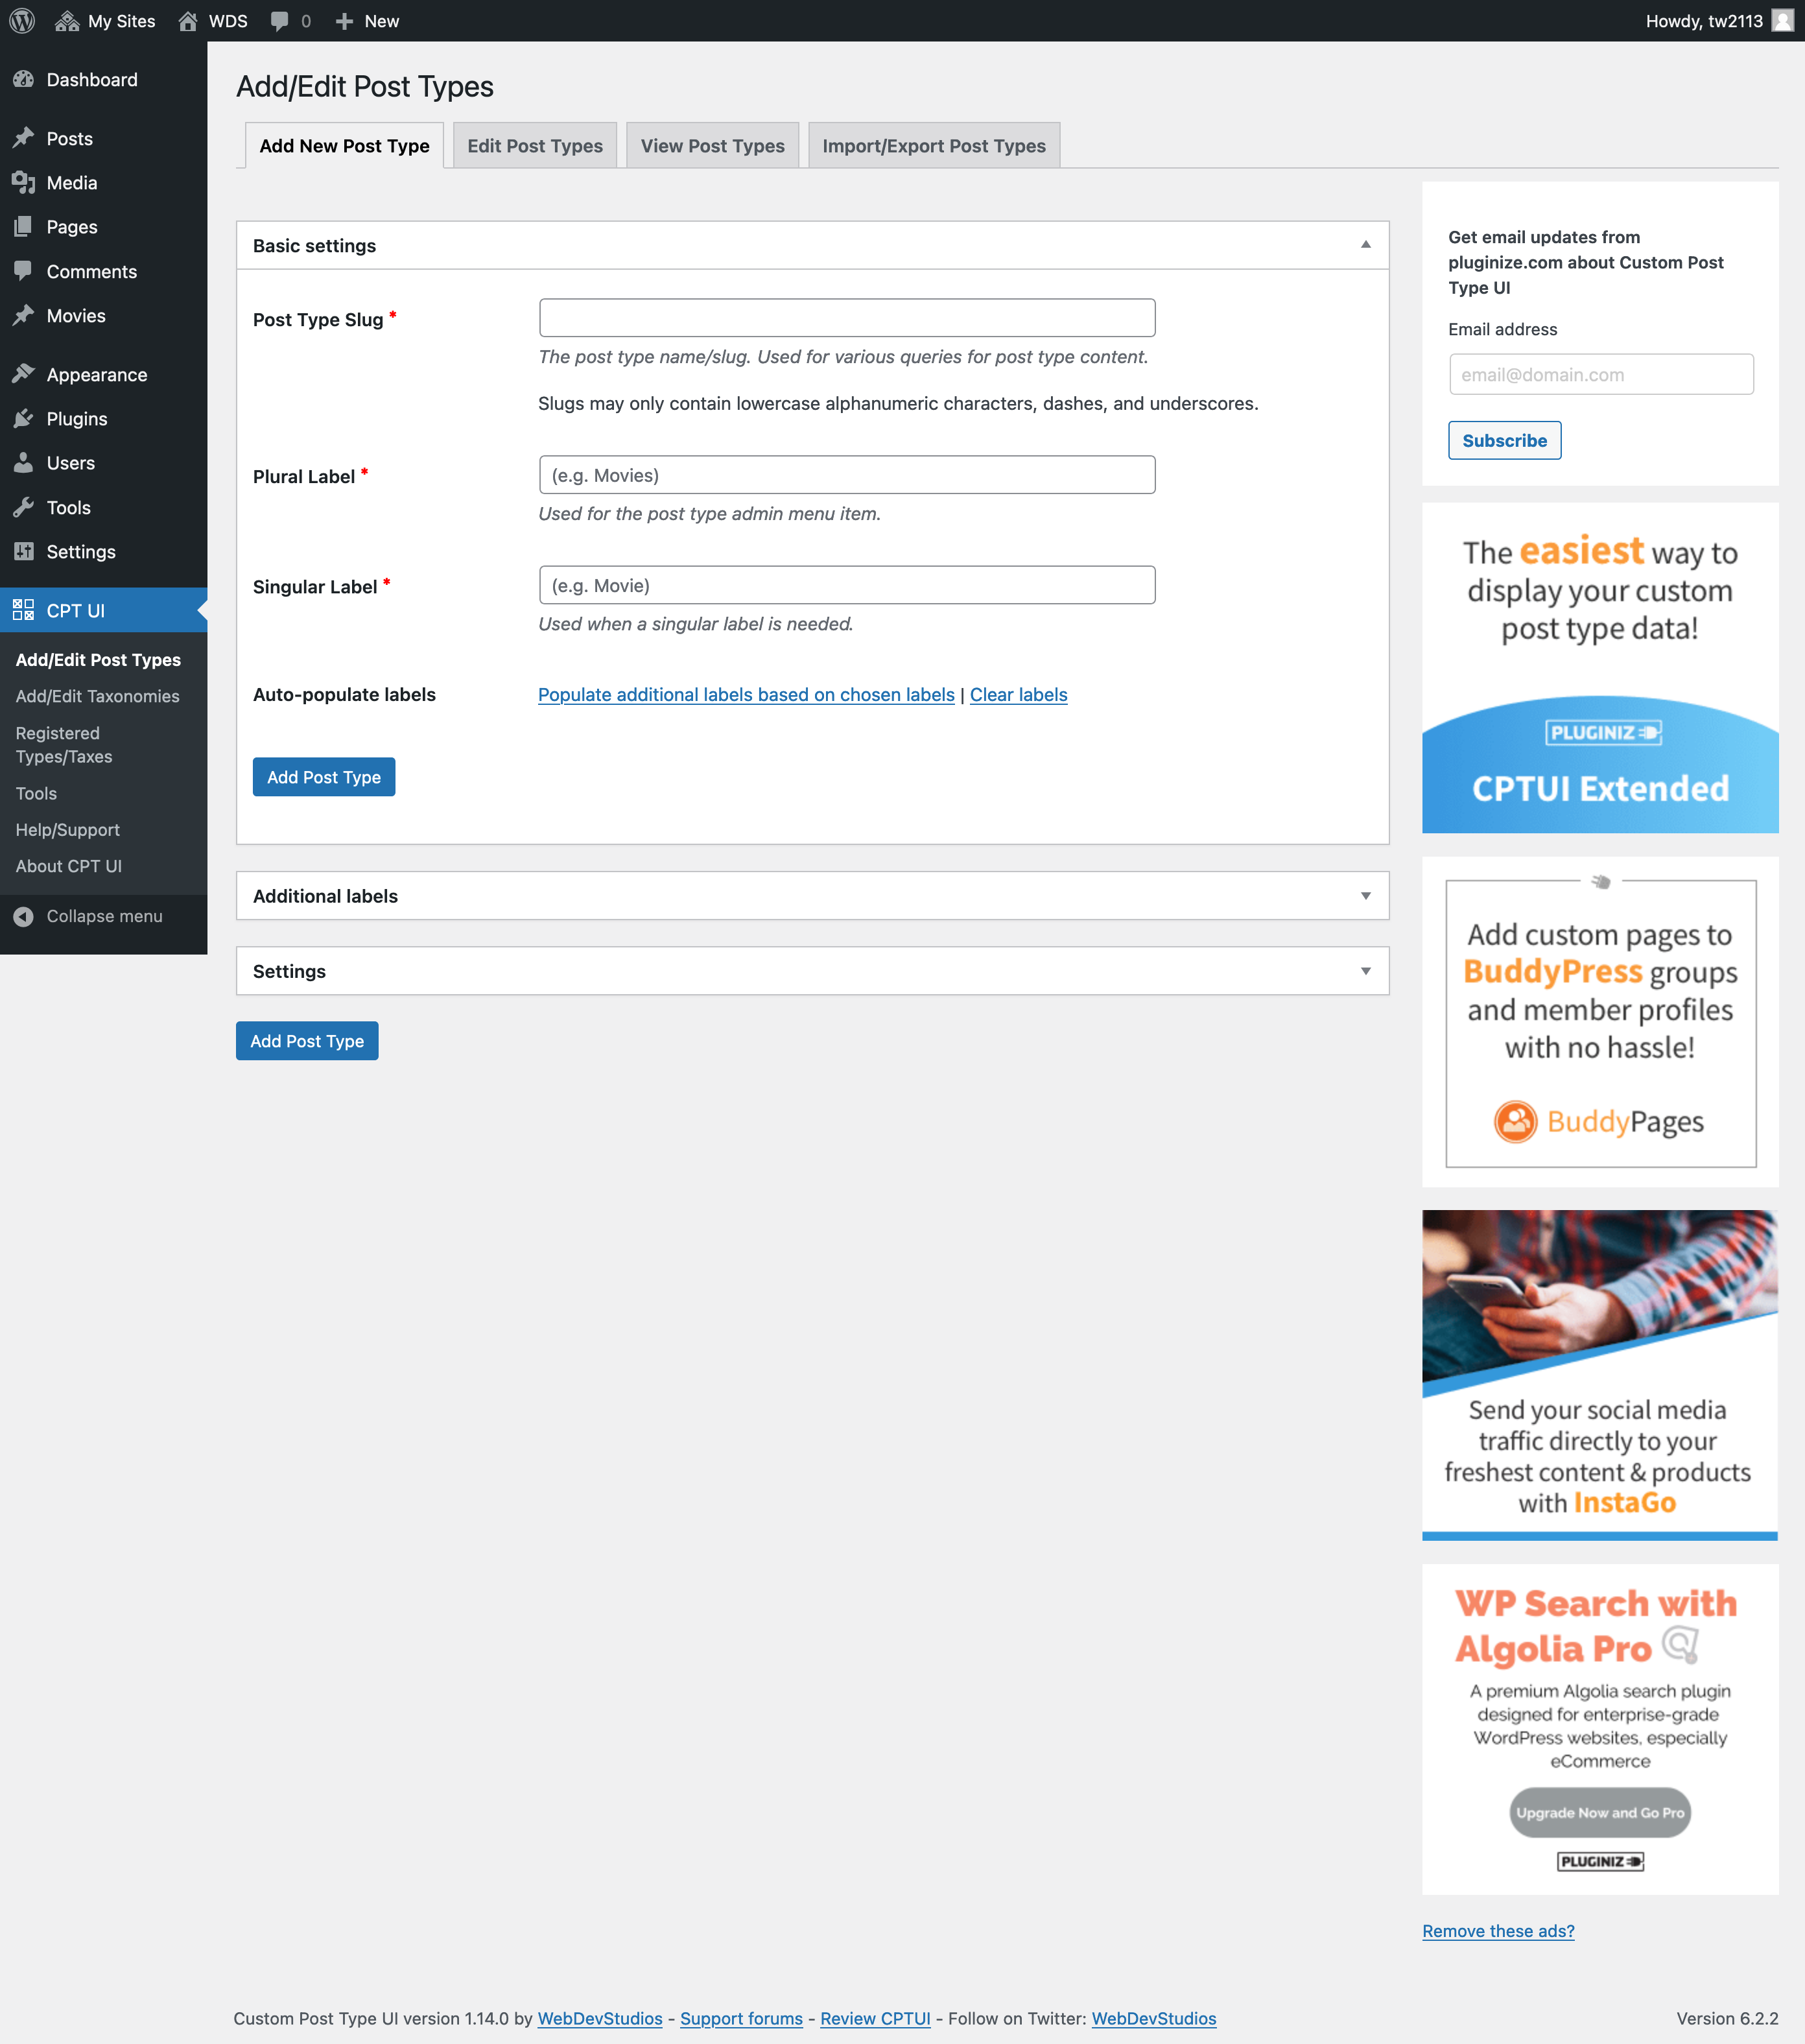 My Sites
WDS
0
New
Howdy, tw2113
Dashboard
Posts
Media
Pages
Comments
Movies
Appearance
Plugins
Users
Tools
Settings
CPT UI
Add/Edit Post Types
Add/Edit Taxonomies
Registered
Types/Taxes
Tools
Help/Support
About CPT UI
Collapse menu
Add/Edit Post Types
Add New Post Type
Edit Post Types
View Post Types
Import/Export Post Types
Basic settings
Post Type Slug *
The post type name/slug. Used for various queries for post type content.
Slugs may only contain lowercase alphanumeric characters, dashes, and underscores.
Plural Label *
(e.g. Movies)
Used for the post type admin menu item.
Singular Label *
(e.g. Movie)
Used when a singular label is needed.
Auto-populate labels
Populate additional labels based on chosen labels | Clear labels
Add Post Type
Additional labels
Settings
Add Post Type
Get email updates from
pluginize.com about Custom Post
Type UI
Email address
email@domain.com
Subscribe
The easiest way to
display your custom
post type data!
PLUGINIZ
CPTUI Extended
Add custom pages to
BuddyPress groups
and member profiles
with no hassle!
BuddyPages
Send your social media
traffic directly to your
freshest content & products
with InstaGo
WP Search with
Algolia Pro
A premium Algolia search plugin
designed for enterprise-grade
WordPress websites, especially
eCommerce
Upgrade Now and Go Pro
PLUGINIZ
Remove these ads?
Custom Post Type UI version 1.14.0 by WebDevStudios - Support forums - Review CPTUI - Follow on Twitter: WebDevStudios
Version 6.2.2